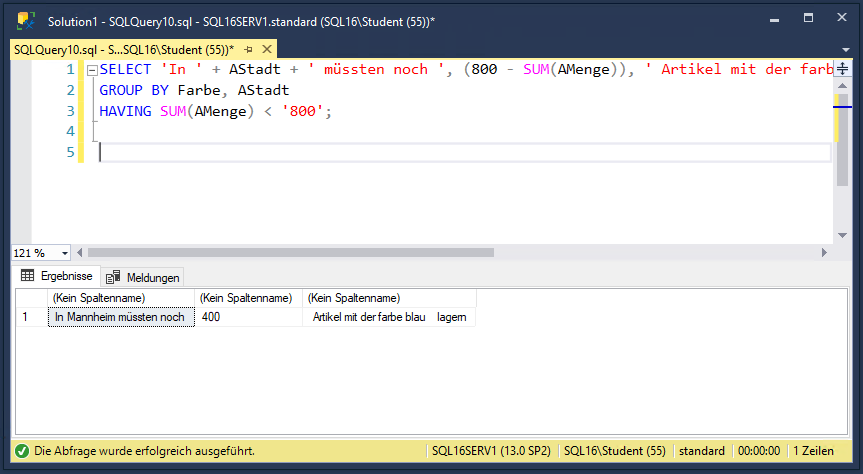 Solution1 - SQLQuery10.sql - SQL16SERV1.standard (SQL16\Student (55))*
SQLQuery10.sql - S...SQL16\Student (55))*
1 SELECT 'In ' + AStadt + ' müssten noch ', (800 - SUM(AMenge)), ' Artikel mit der farb
2 GROUP BY Farbe, AStadt
3 HAVING SUM(AMenge) < '800';
4
5
121 %
Ergebnisse Meldungen
(Kein Spaltenname) (Kein Spaltenname) (Kein Spaltenname)
1 In Mannheim müssten noch 400 Artikel mit der farbe blau lagern
Die Abfrage wurde erfolgreich ausgeführt. SQL16SERV1 (13.0 SP2) SQL16\Student (55) standard 00:00:00 1 Zeilen